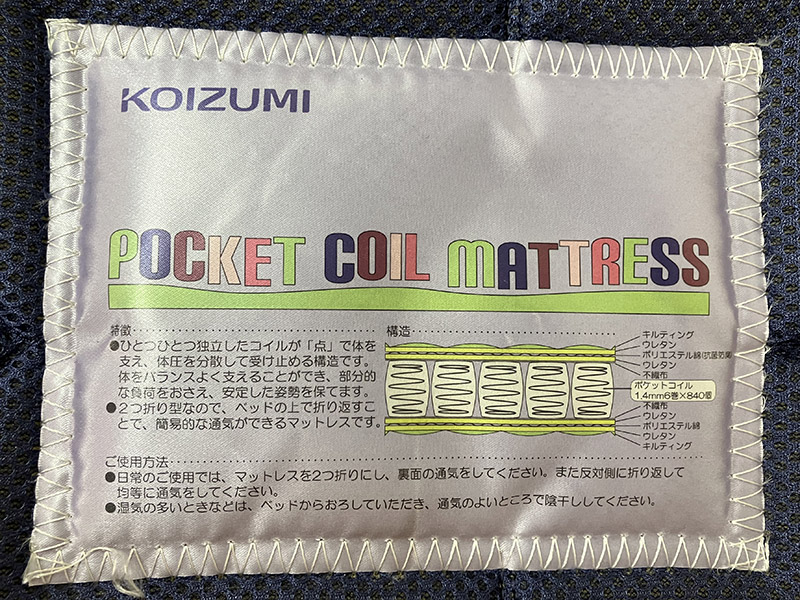 KOIZUMI
POCKET COIL MATTRESS
特徴
●ひとつひとつ独立したコイルが「点」で体を
支え、体圧を分散して受け止める構造です。
体をバランスよく支えることができ、部分的
な負荷をおさえ、安定した姿勢を保てます。
●2つ折り型なので、ベッドの上で折り返すこ
とで、簡易的な通気ができるマットレスです。
構造
キルティング
ウレタン
ポリエステル綿(抗菌防臭)
ウレタン
不織布
ポケットコイル
1.4mm6巻×840個
不織布
ウレタン
ポリエステル綿
ウレタン
キルティング
ご使用方法
●日常のご使用では、マットレスを2つ折りにし、裏面の通気をしてください。また反対側に折り返して
均等に通気をしてください。
●湿気の多いときなどは、ベッドからおろしていただき、通気のよいところで陰干ししてください。